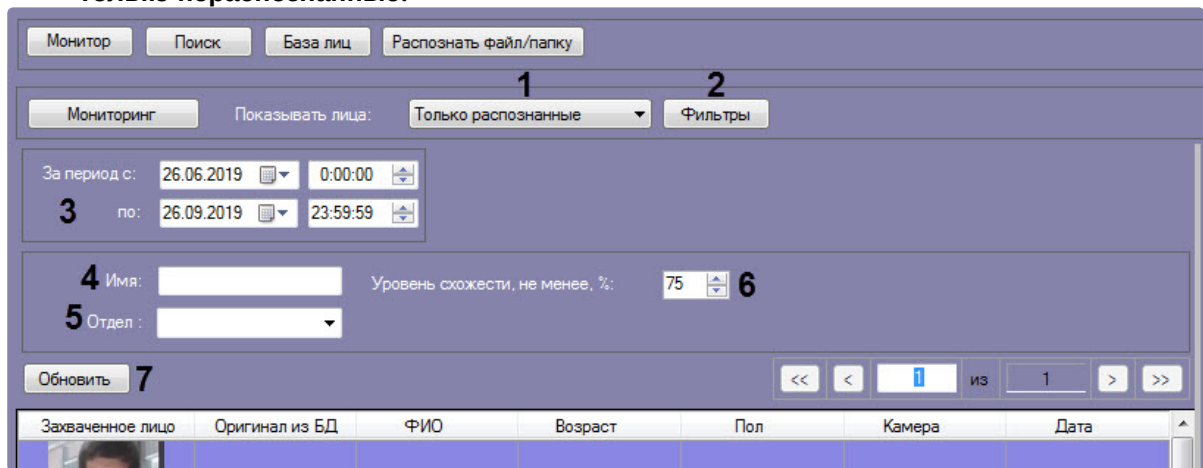 только нераспознанные.
Монитор Поиск База лиц Распознать файл/папку
1 2
Мониторинг Показывать лица: Только распознанные Фильтры
За период с: 26.06.2019 0:00:00
3 по: 26.09.2019 23:59:59
4 Имя: Уровень схожести, не менее, %: 75 6
5 Отдел :
Обновить 7 << < 1 из 1 > >>
Захваченное лицо Оригинал из БД ФИО Возраст Пол Камера Дата